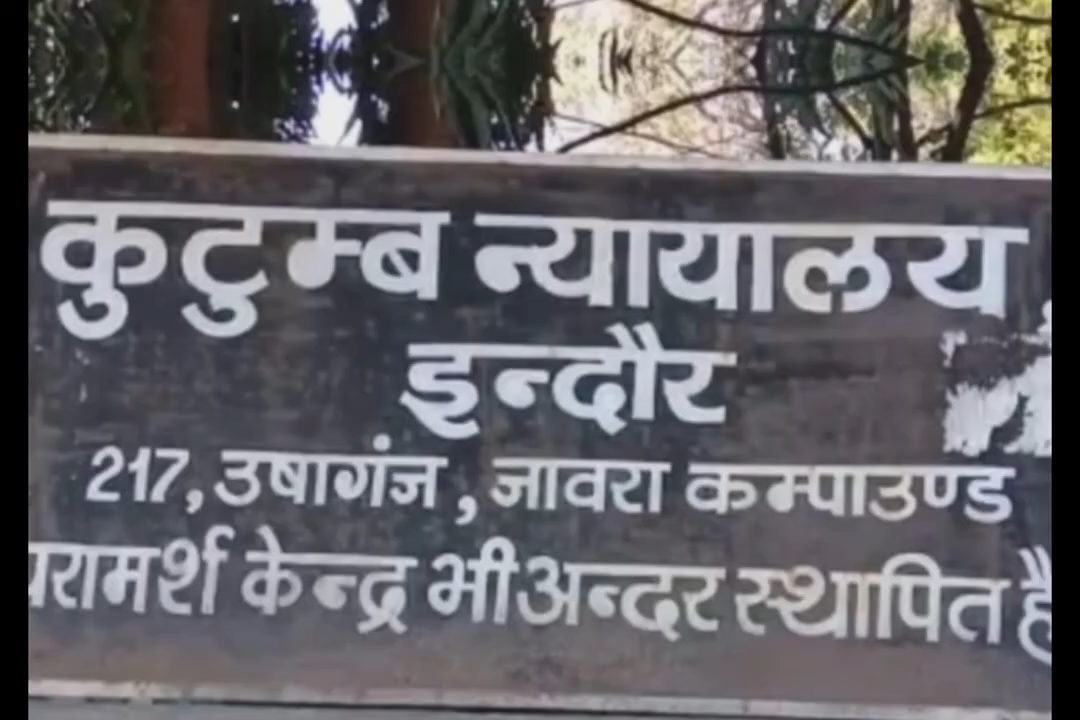 कुटुम्ब न्यायालय
इन्दौर
217, उषागंज, जावरा कम्पाउण्ड
परामर्श केन्द्र भी अन्दर स्थापित है